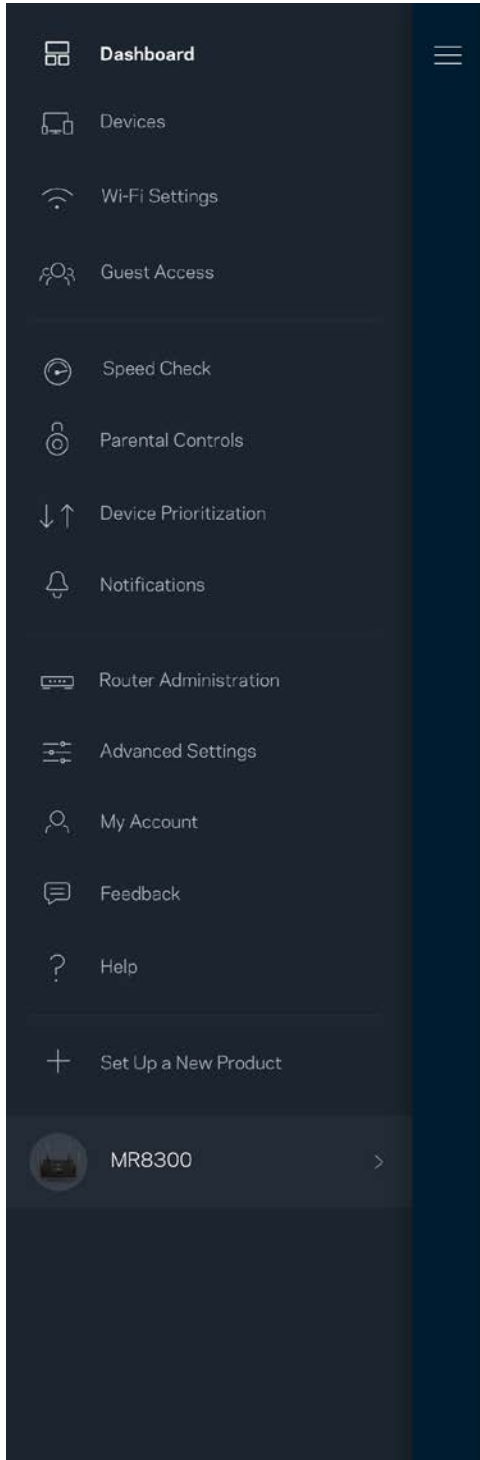 Dashboard
Devices
Wi-Fi Settings
Guest Access
Speed Check
Parental Controls
Device Prioritization
Notifications
Router Administration
Advanced Settings
My Account
Feedback
Help
Set Up a New Product
MR8300